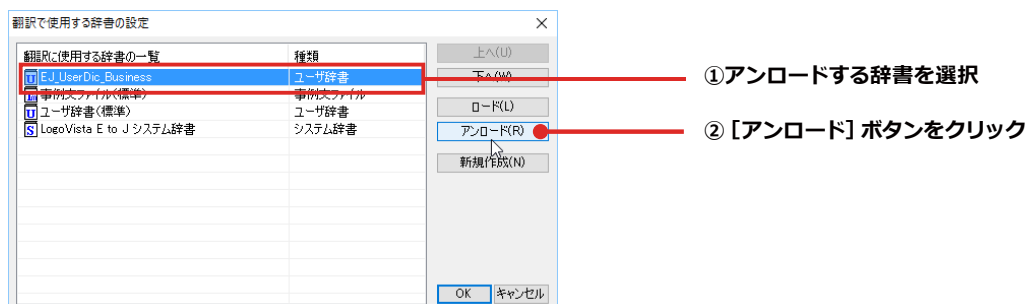 翻訳で使用する辞書の設定
翻訳に使用する辞書の一覧 種類
EJ_UserDic_Business ユーザ辞書
事例文ファイル(標準) 事例文ファイル
ユーザ辞書(標準) ユーザ辞書
LogoVista E to J システム辞書 システム辞書
上へ(U)
下へ(W)
ロード(L)
アンロード(R)
新規作成(N)
OK キャンセル
①アンロードする辞書を選択
②［アンロード］ボタンをクリック